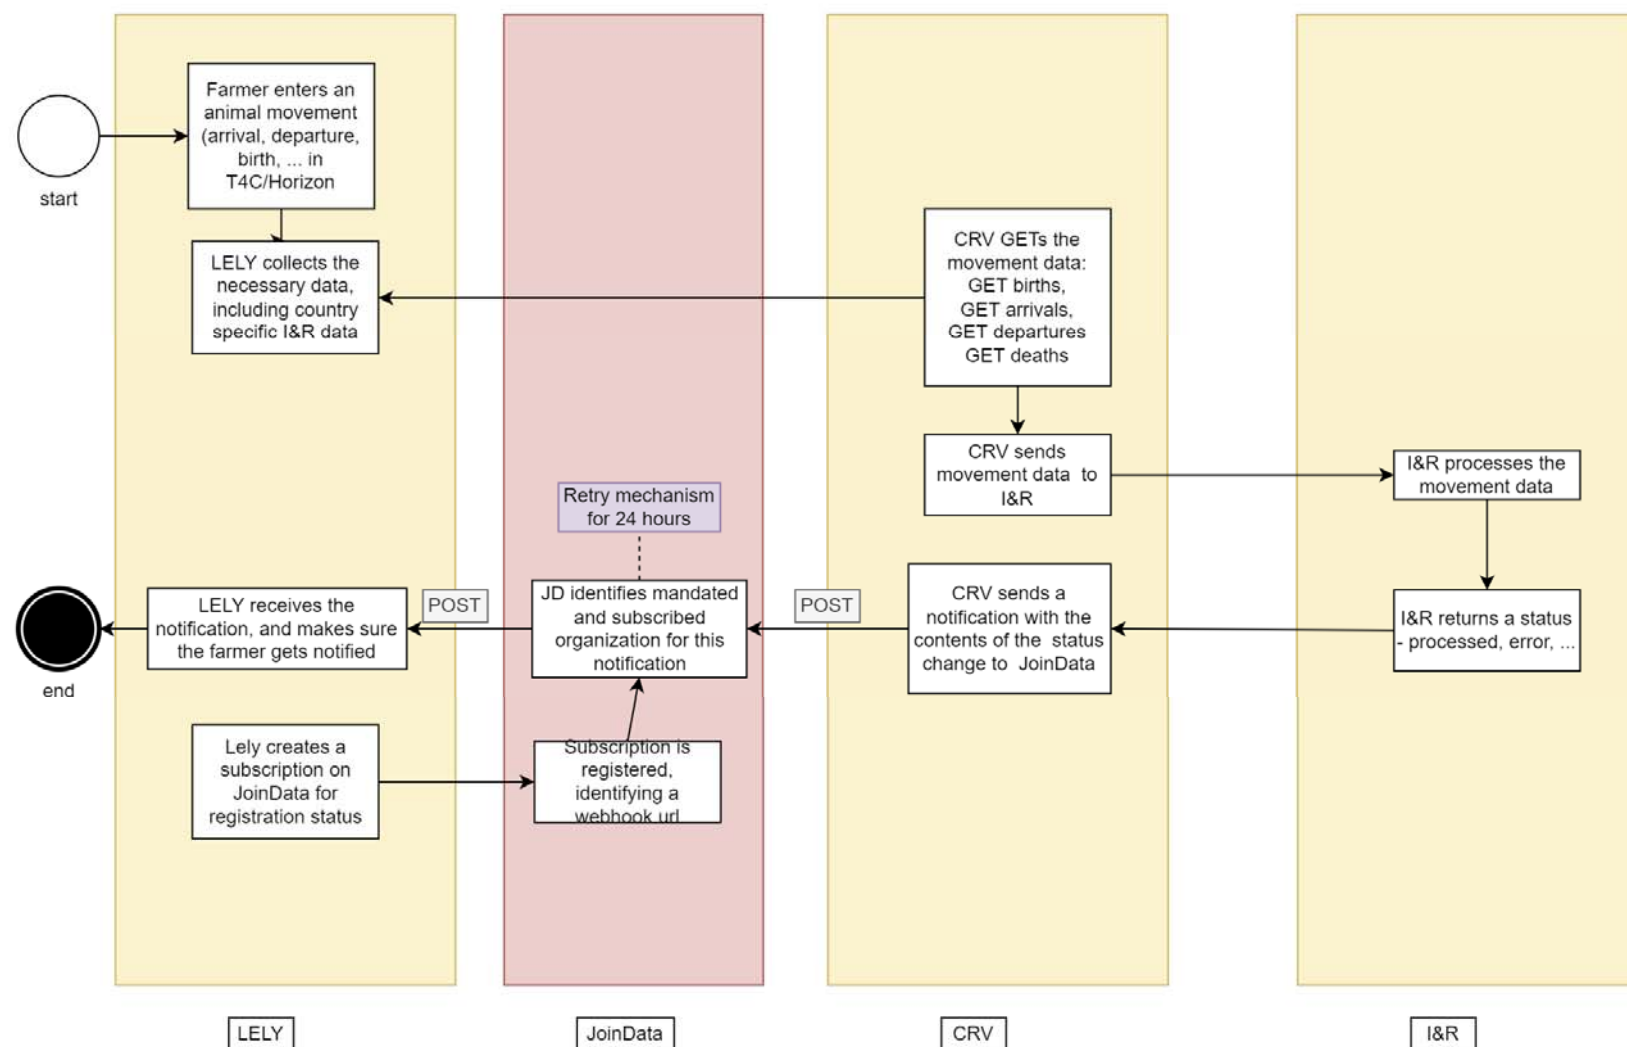 Farmer enters an
animal movement
(arrival, departure,
birth, ... in
T4C/Horizon
start
LELY collects the
necessary data,
including country
specific I&R data
CRV GETs the
movement data:
GET births,
GET arrivals,
GET departures
GET deaths
CRV sends
movement data to
I&R
I&R processes the
movement data
Retry mechanism
for 24 hours
LELY receives the
notification, and makes sure
the farmer gets notified
POST
JD identifies mandated
and subscribed
organization for this
notification
POST
CRV sends a
notification with the
contents of the status
change to JoinData
I&R returns a status
- processed, error, ...
end
Lely creates a
subscription on
JoinData for
registration status
Subscription is
registered,
identifying a
webhook url
LELY
JoinData
CRV
I&R